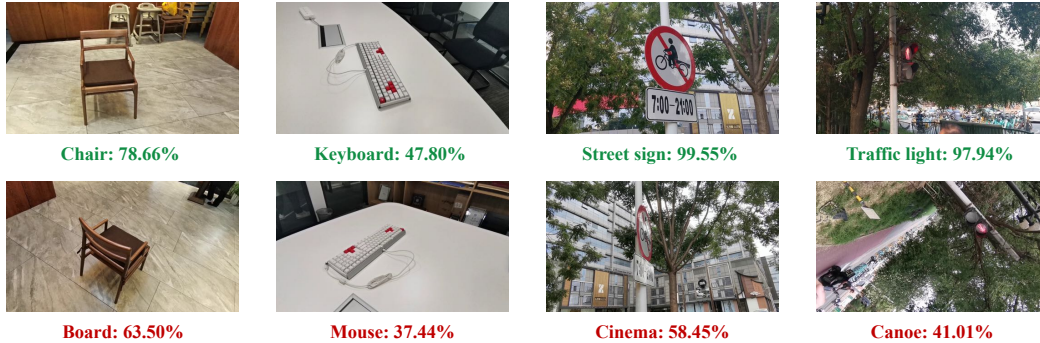 7:00-21:00
Chair: 78.66%
Keyboard: 47.80%
Street sign: 99.55%
Traffic light: 97.94%
Board: 63.50%
Mouse: 37.44%
Cinema: 58.45%
Canoe: 41.01%